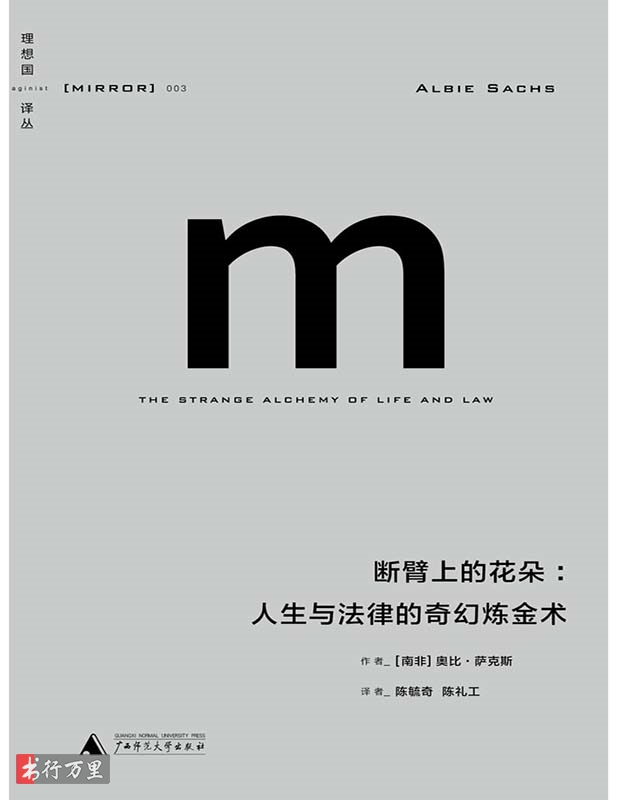 理想国
aginist
译丛
[MIRROR] 003
ALBIE SACHS
m
THE STRANGE ALCHEMY OF LIFE AND LAW
断臂上的花朵：
人生与法律的奇幻炼金术
作者_ [南非] 奥比·萨克斯
译者_ 陈毓奇 陈礼工
GUANGXI NORMAL UNIVERSITY PRESS
广西师范大学出版社
书行万里